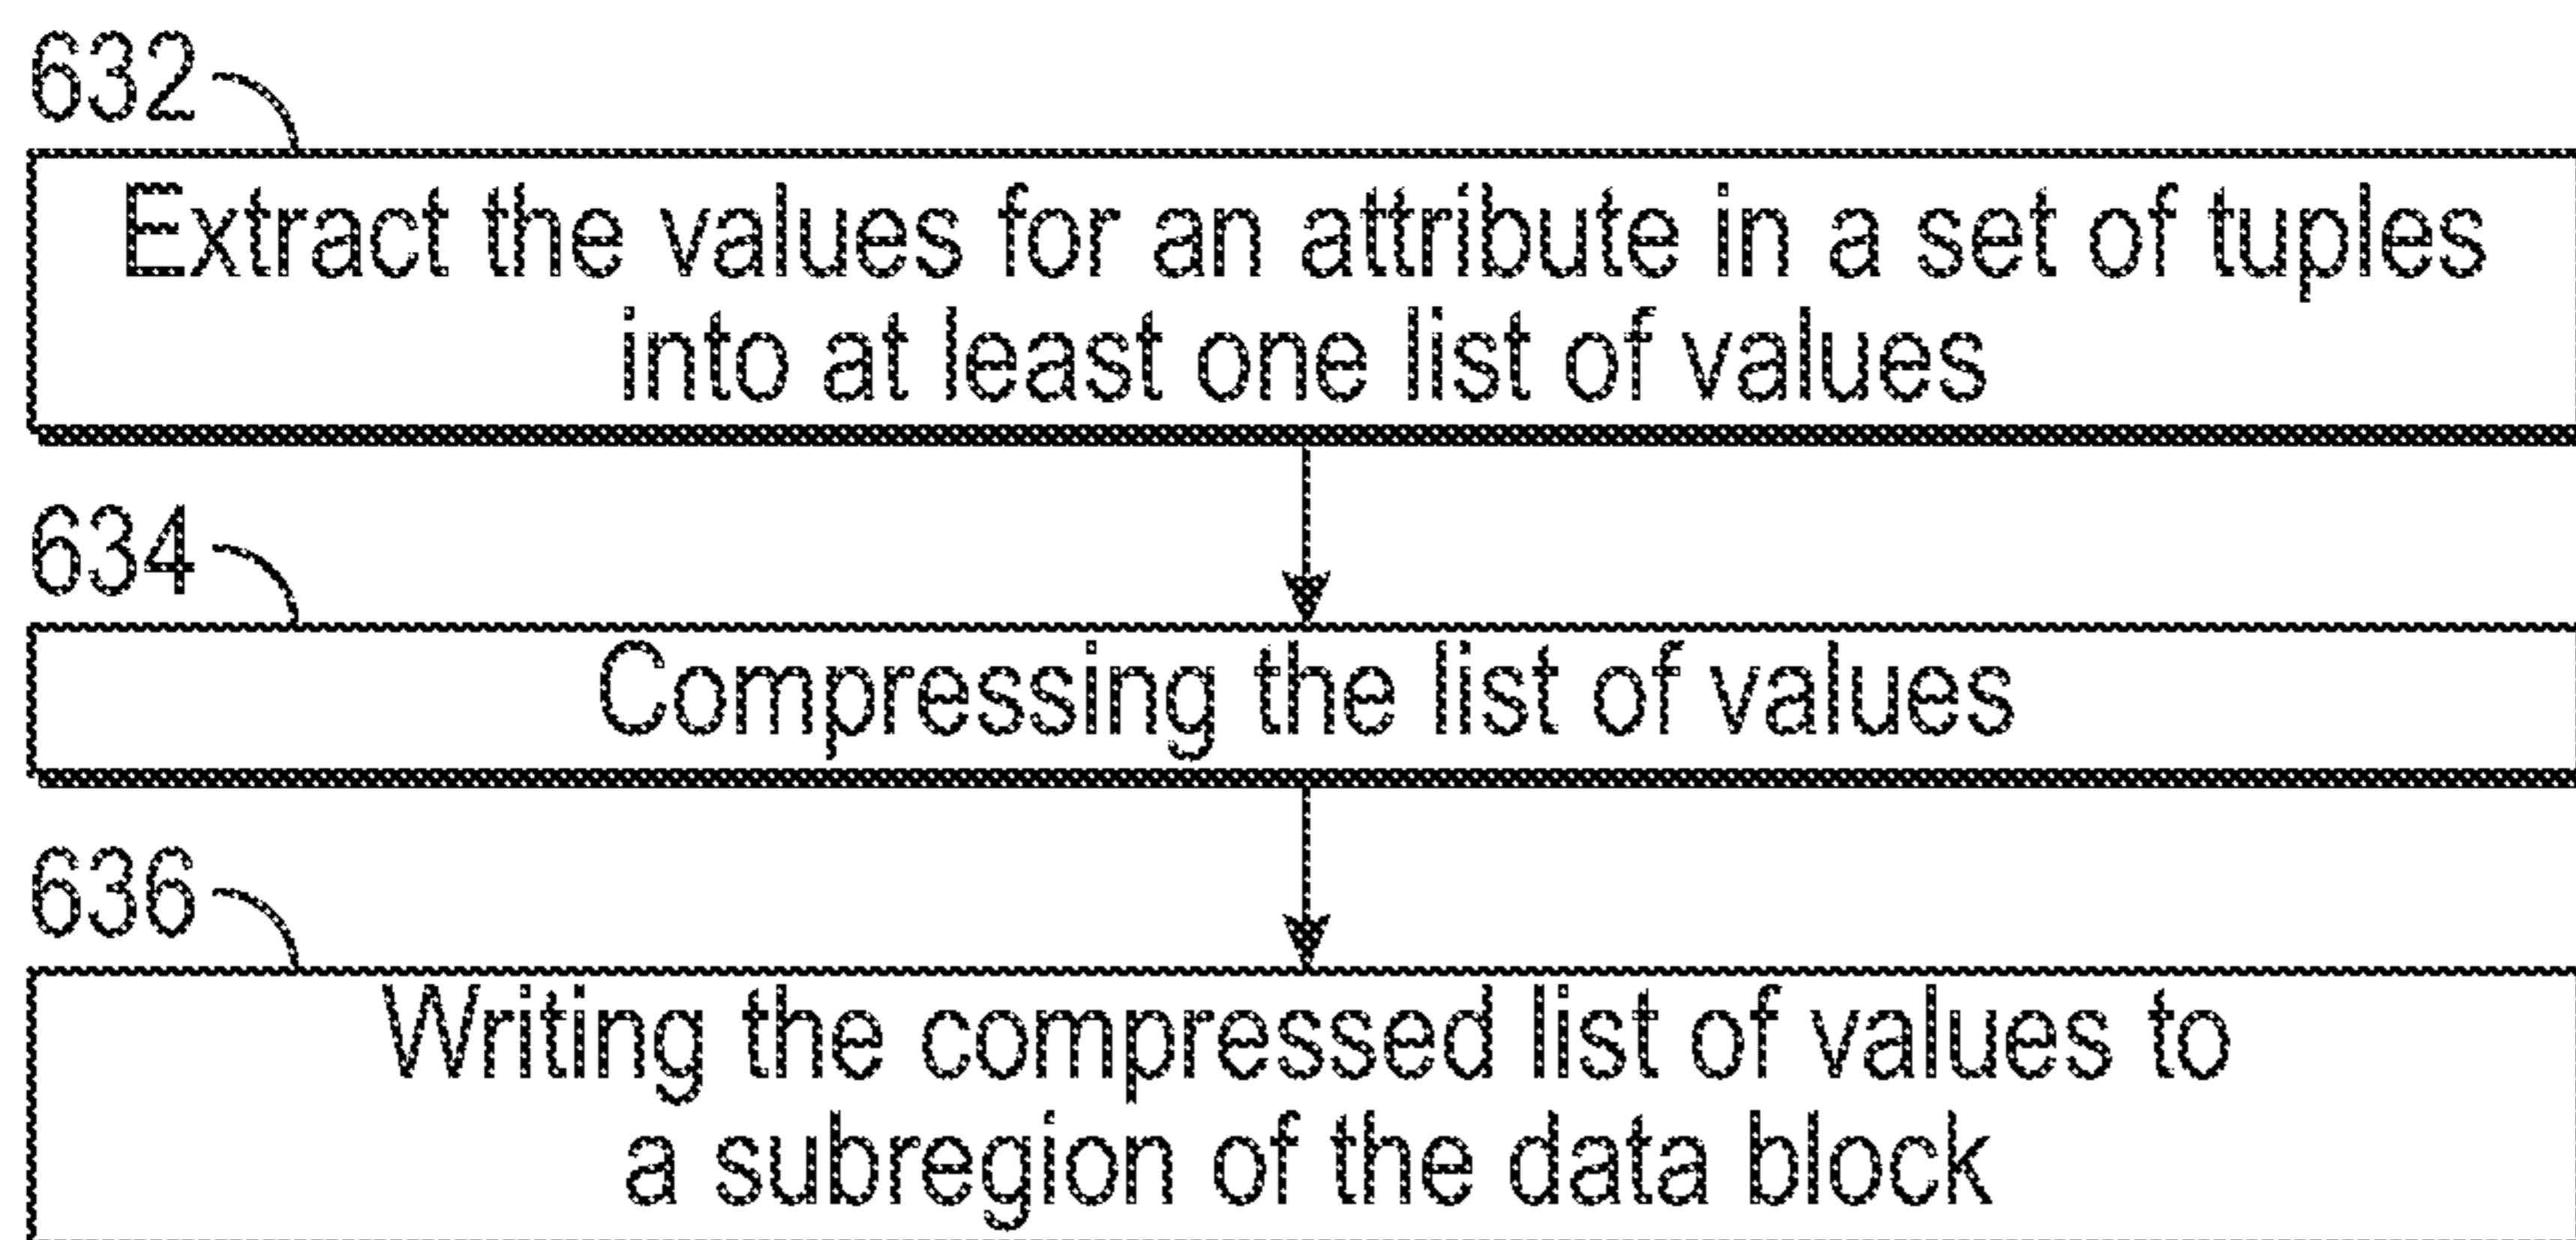 632
Extract the values for an attribute in a set of tuples
into at least one list of values
634
Compressing the list of values
636
Writing the compressed list of values to
a subregion of the data block